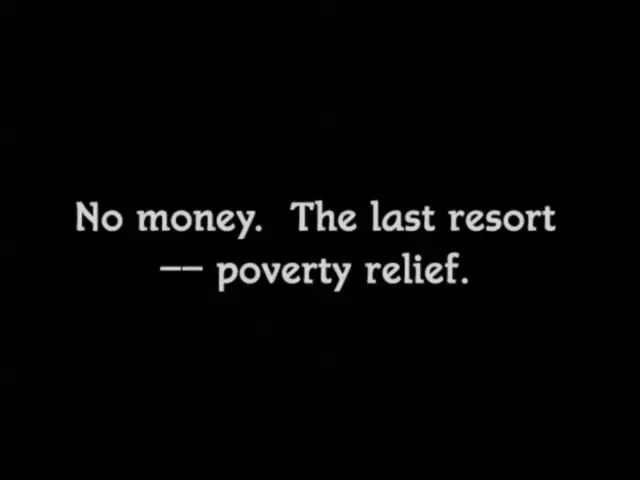 No money.  The last resort
-- poverty relief.